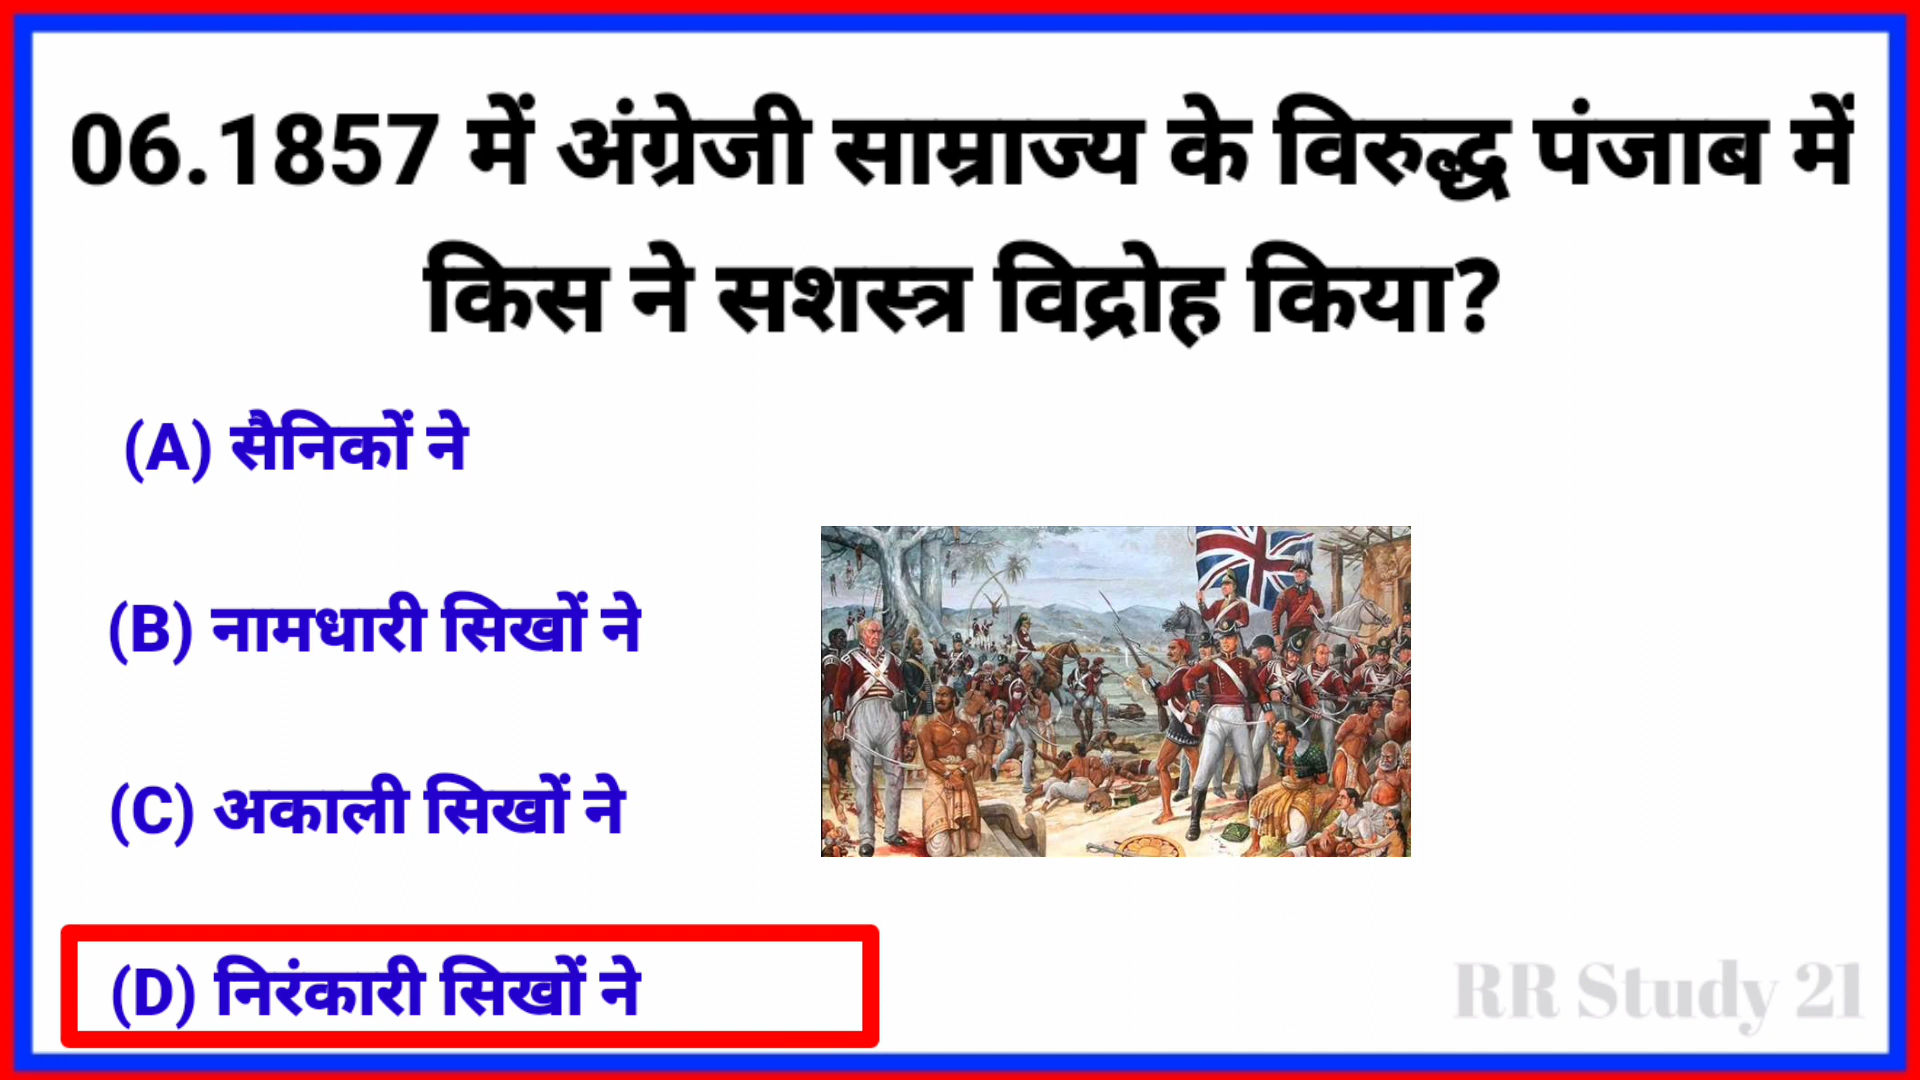 06.1857 में अंग्रेजी साम्राज्य के विरुद्ध पंजाब में
किस ने सशस्त्र विद्रोह किया?
(A) सैनिकों ने
(B) नामधारी सिखों ने
(C) अकाली सिखों ने
(D) निरंकारी सिखों ने
RR Study 21